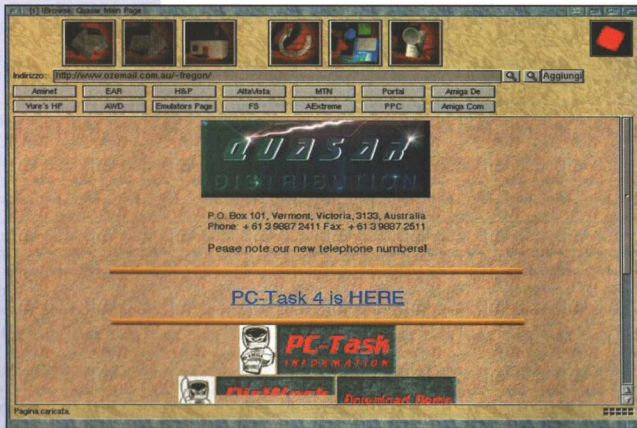 [1] IBrowse: Quasar Main Page
Indirizzo: http://www.ozemail.com.au/~frogon/ Aggiungi
Aminet EAR H&P AltaVista MTN Portal Amiga De
Vure's HP AWD Emulators Page FS AExtreme PPC Amiga Com
QUASAR
DISTRIBUTION
P.O. Box 101, Vermont, Victoria, 3133, Australia
Phone: +61 3 9887 2411 Fax: +61 3 9887 2511
Pease note our new telephone numbers!
PC-Task 4 is HERE
PC-Task
INFORMATION
Download Demo
Pagina caricata.